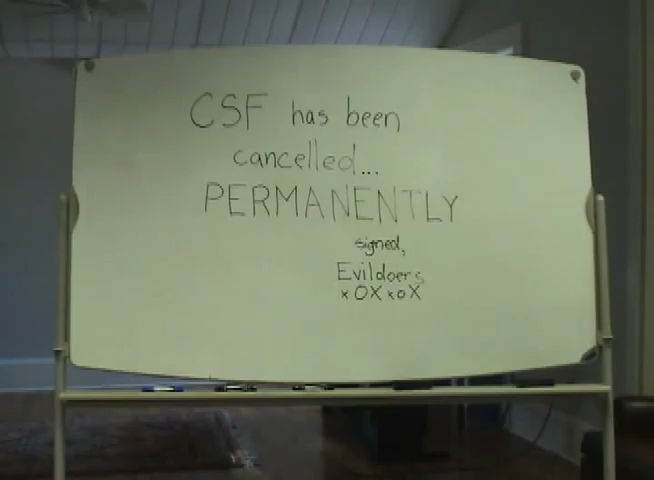 CSF has been
cancelled...
PERMANENTLY
signed,
Evildoers
xOXxoX